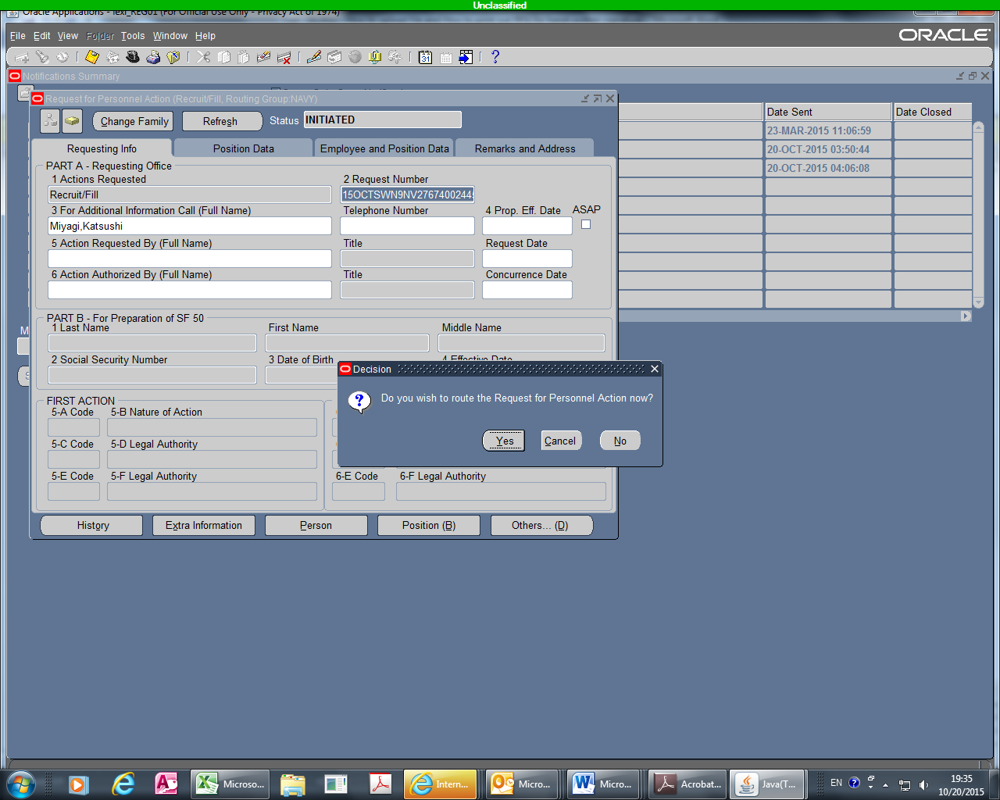 Unclassified
Oracle Applications - Texl_REG01 (For Official Use Only - Privacy Act of 1974)
File Edit View Folder Tools Window Help
ORACLE
31
?
Notifications Summary
Request for Personnel Action (Recruit/Fill, Routing Group:NAVY)
Change Family Refresh Status INITIATED
Date Sent Date Closed
23-MAR-2015 11:06:59
20-OCT-2015 03:50:44
20-OCT-2015 04:06:08
Requesting Info Position Data Employee and Position Data Remarks and Address
PART A - Requesting Office
1 Actions Requested 2 Request Number
Recruit/Fill 15OCTSWN9NV2767400244
3 For Additional Information Call (Full Name) Telephone Number 4 Prop. Eff. Date ASAP
Miyagi,Katsushi
5 Action Requested By (Full Name) Title Request Date
6 Action Authorized By (Full Name) Title Concurrence Date
PART B - For Preparation of SF 50
1 Last Name First Name Middle Name
2 Social Security Number 3 Date of Birth 4 Effective Date
Decision
Do you wish to route the Request for Personnel Action now?
Yes Cancel No
FIRST ACTION
5-A Code 5-B Nature of Action
5-C Code 5-D Legal Authority
5-E Code 5-F Legal Authority 6-E Code 6-F Legal Authority
History Extra Information Person Position (B) Others... (D)
Microso... Intern... Micro... Micro... Acrobat... Java(T... EN 19:35
10/20/2015